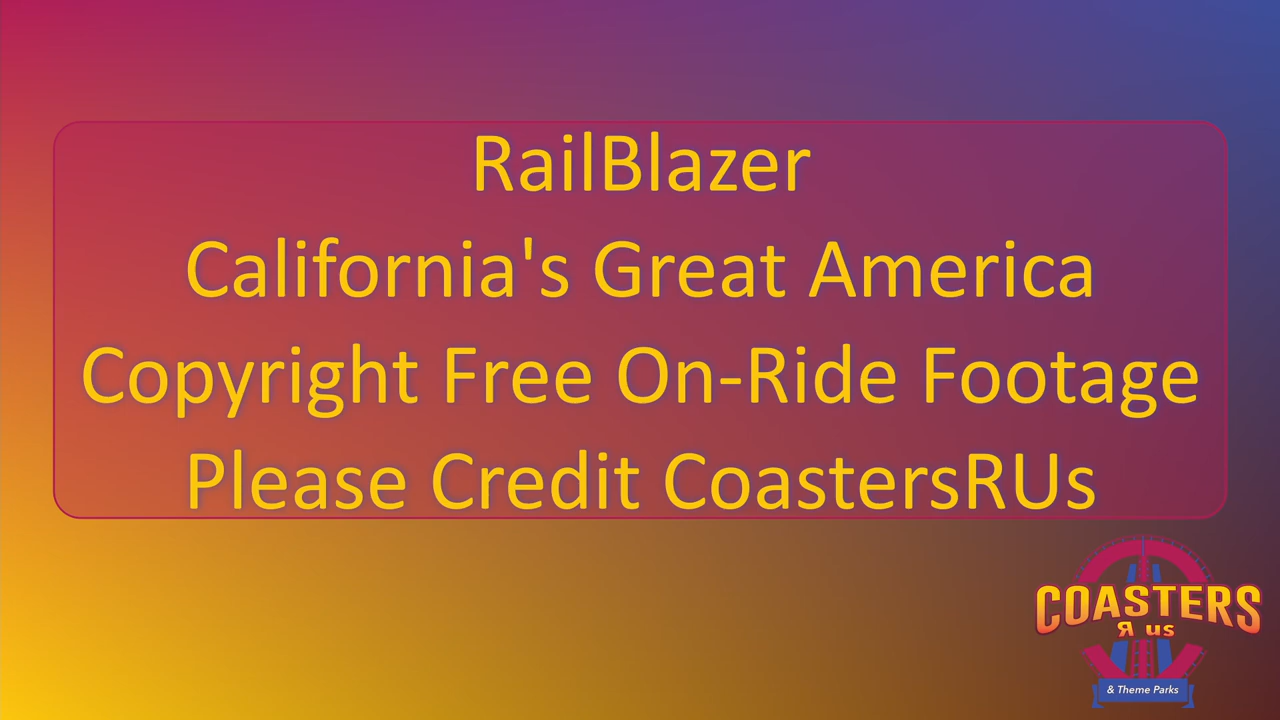 RailBlazer
California's Great America
Copyright Free On-Ride Footage
Please Credit CoastersRUs
COASTERS
Я us
& Theme Parks